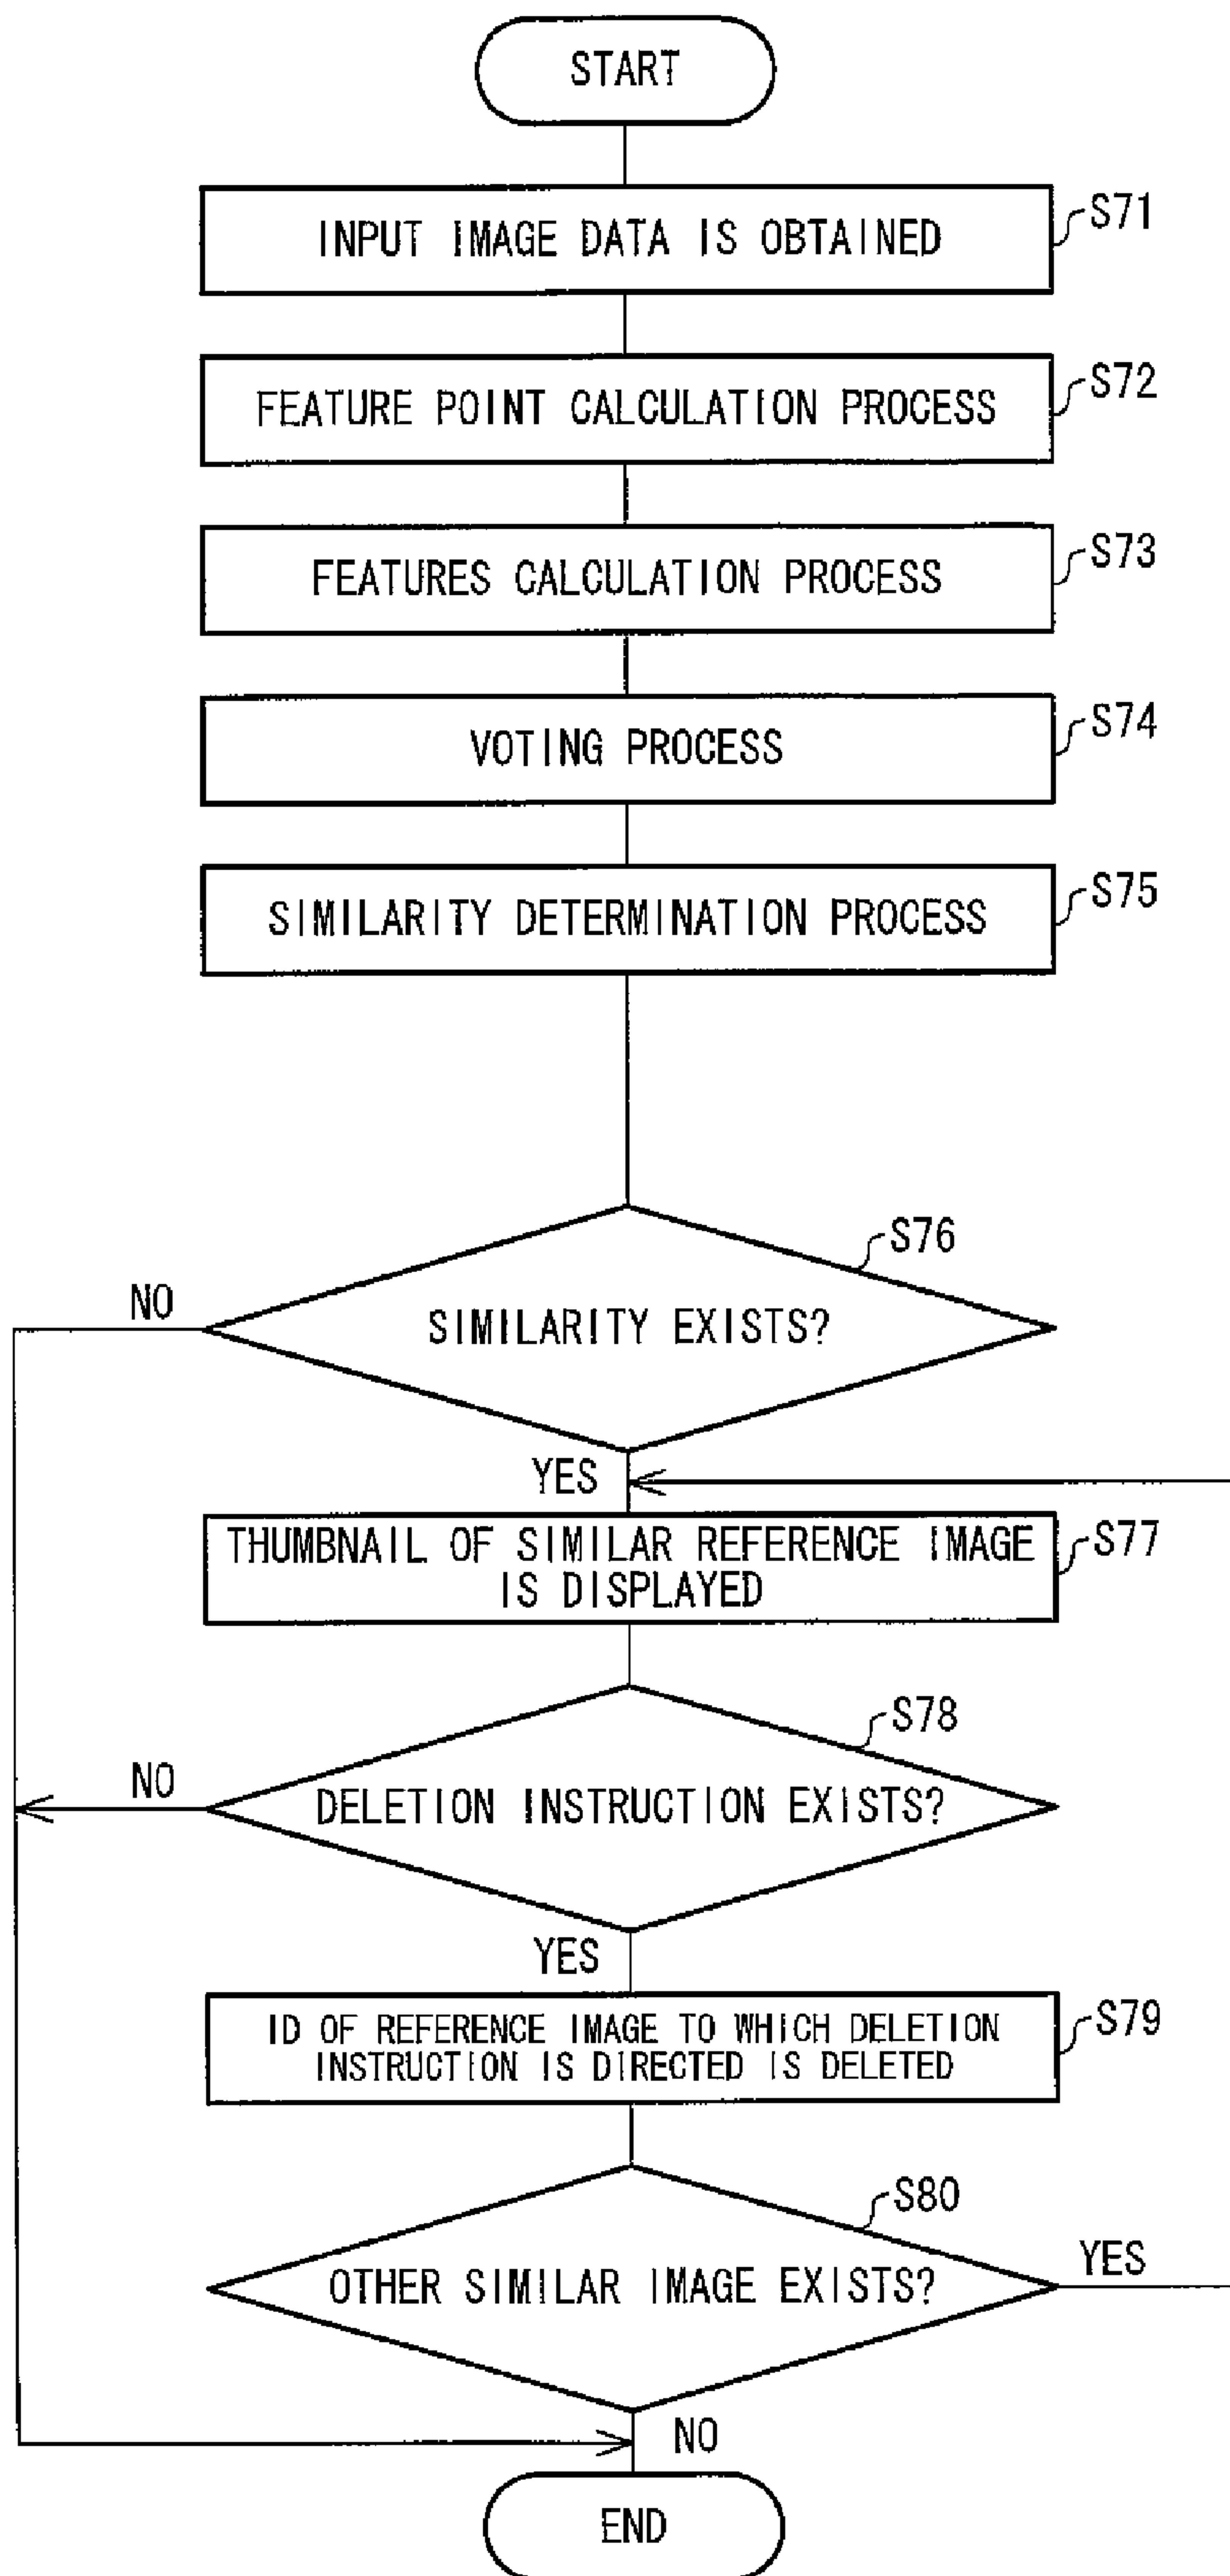 START
INPUT IMAGE DATA IS OBTAINED
S71
FEATURE POINT CALCULATION PROCESS
S72
FEATURES CALCULATION PROCESS
S73
VOTING PROCESS
S74
SIMILARITY DETERMINATION PROCESS
S75
S76
NO
SIMILARITY EXISTS?
YES
THUMBNAIL OF SIMILAR REFERENCE IMAGE
IS DISPLAYED
S77
S78
NO
DELETION INSTRUCTION EXISTS?
YES
ID OF REFERENCE IMAGE TO WHICH DELETION
INSTRUCTION IS DIRECTED IS DELETED
S79
S80
OTHER SIMILAR IMAGE EXISTS?
YES
NO
END